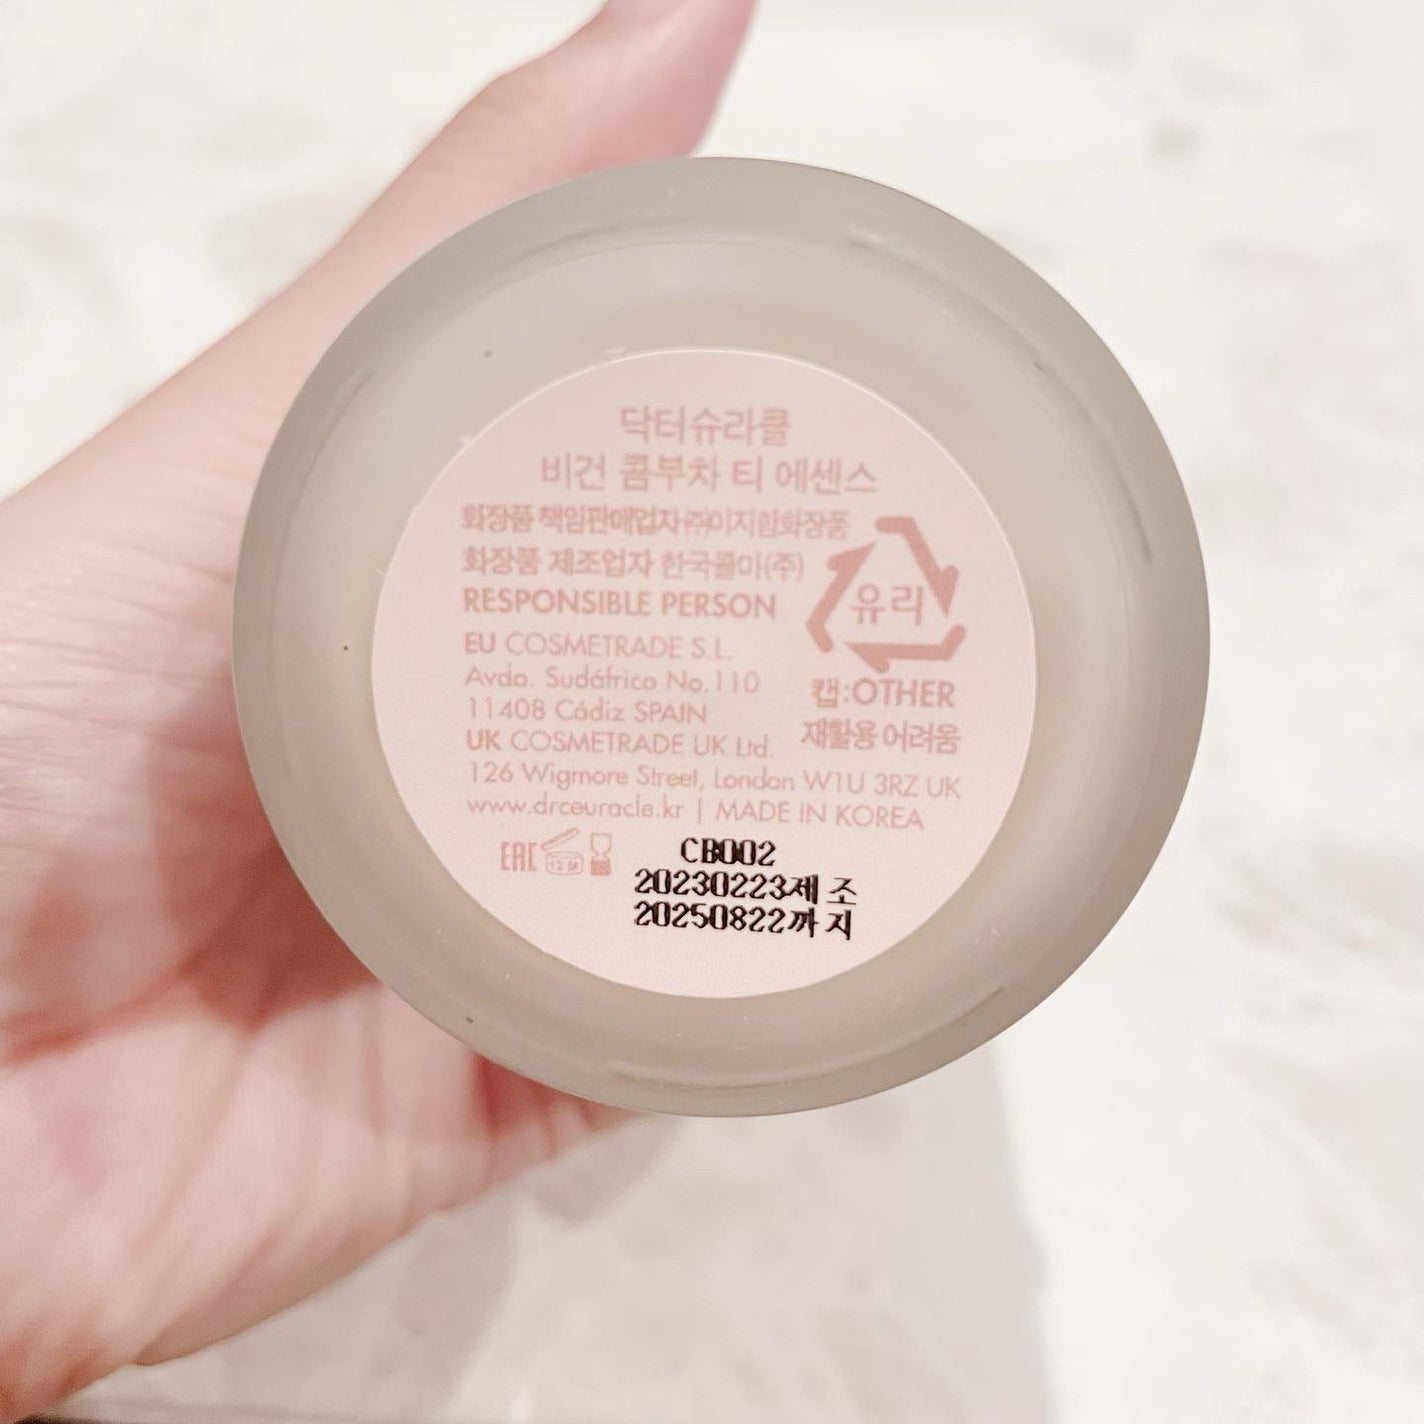 닥터슈라클
비건 콤부차 티 에센스
화장품 책임판매업자 ㈜이지함화장품
화장품 제조업자 한국콜마(주)
유리
RESPONSIBLE PERSON
EU COSMETRADE S.L.
Avda. Sudáfrica No.110
11408 Cádiz SPAIN
캡:OTHER
재활용 어려움
UK COSMETRADE UK Ltd.
126 Wigmore Street, London W1U 3RZ UK
www.drceuracle.kr | MADE IN KOREA
EAC 12 M
CB002
20230223제 조
20250822까 지